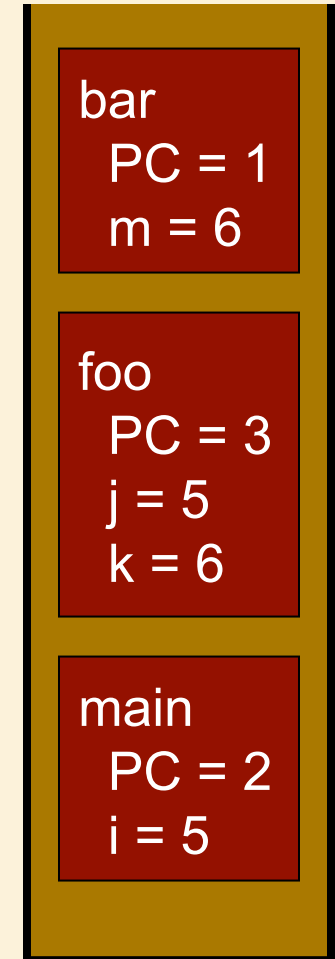 bar
PC = 1
m = 6
foo
PC = 3
j = 5
k = 6
main
PC = 2
i = 5